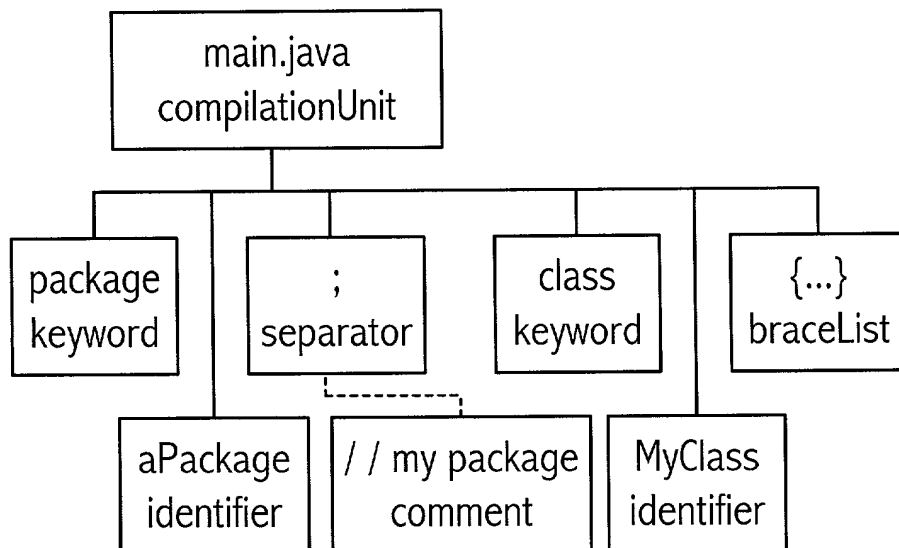 main.java
compilationUnit
package
keyword
;
separator
class
keyword
{...}
braceList
aPackage
identifier
/ / my package
comment
MyClass
identifier